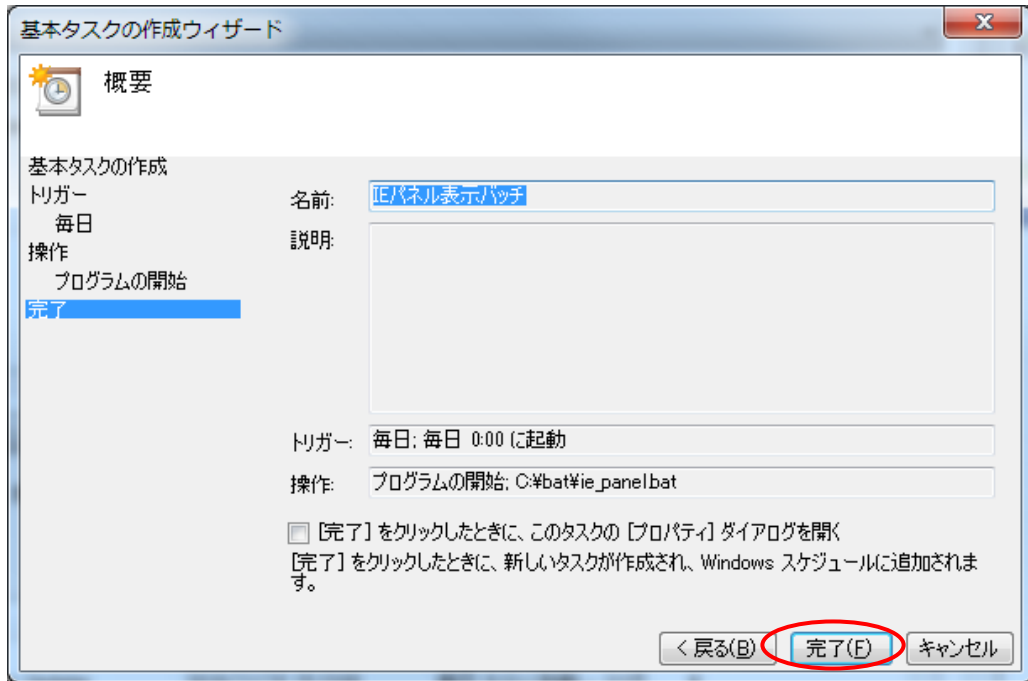 基本タスクの作成ウィザード
概要
基本タスクの作成
トリガー
毎日
操作
プログラムの開始
完了
名前: IEパネル表示バッチ
説明:
トリガー: 毎日; 毎日 0:00 に起動
操作: プログラムの開始; C:¥bat¥ie_panel.bat
[完了] をクリックしたときに、このタスクの [プロパティ] ダイアログを開く
[完了] をクリックしたときに、新しいタスクが作成され、Windows スケジュールに追加されま
す。
< 戻る(B) 完了(F) キャンセル